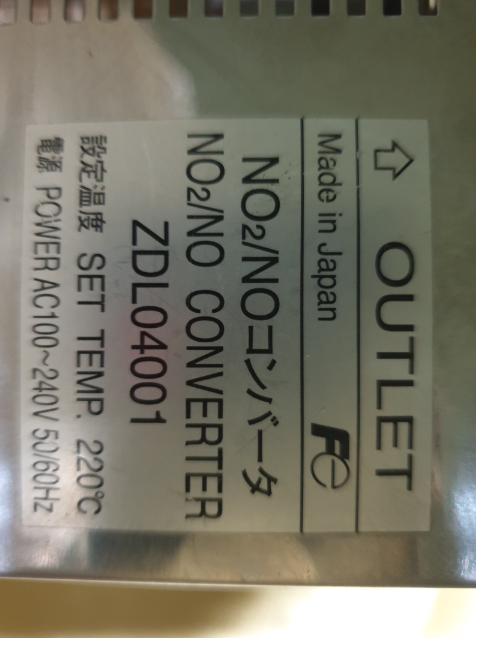 ⇧ OUTLET
Made in Japan Fe
NO2/NOコンバータ
NO2/NO CONVERTER
ZDL04001
設定温度 SET TEMP. 220℃
電源 POWER AC100~240V 50/60Hz